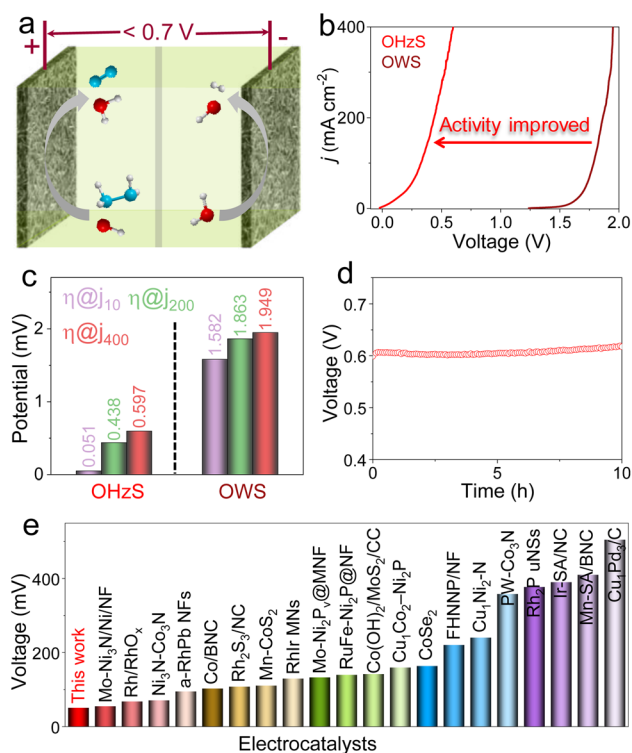 a
< 0.7 V
+
-
b
OHzS
OWS
Activity improved
j (mA cm⁻²)
400
200
0
0.0 0.5 1.0 1.5 2.0
Voltage (V)
c
η@j₁₀ η@j₂₀₀
η@j₄₀₀
Potential (mV)
2
1
0
0.051
0.438
0.597
1.582
1.863
1.949
OHzS
OWS
d
Voltage (V)
0.7
0.6
0.5
0.4
0 5 10
Time (h)
e
Voltage (mV)
400
200
0
This work
Mo-Ni₃N/Ni/NF
Rh/RhOₓ
Ni₃N-Co₃N
a-RhPb NFs
Co/BNC
Rh₂S₃/NC
Mn-CoS₂
RhIr MNs
Mo-Ni₂Pᵥ@MNF
RuFe-Ni₂P@NF
Co(OH)₂/MoS₂/CC
Cu₁Co₂–Ni₂P
CoSe₂
FHNNP/NF
Cu₁Ni₂-N
PW-Co₃N
Rh₂P uNSs
Ir-SA/NC
Mn-SA/BNC
Cu₁Pd₃/C
Electrocatalysts